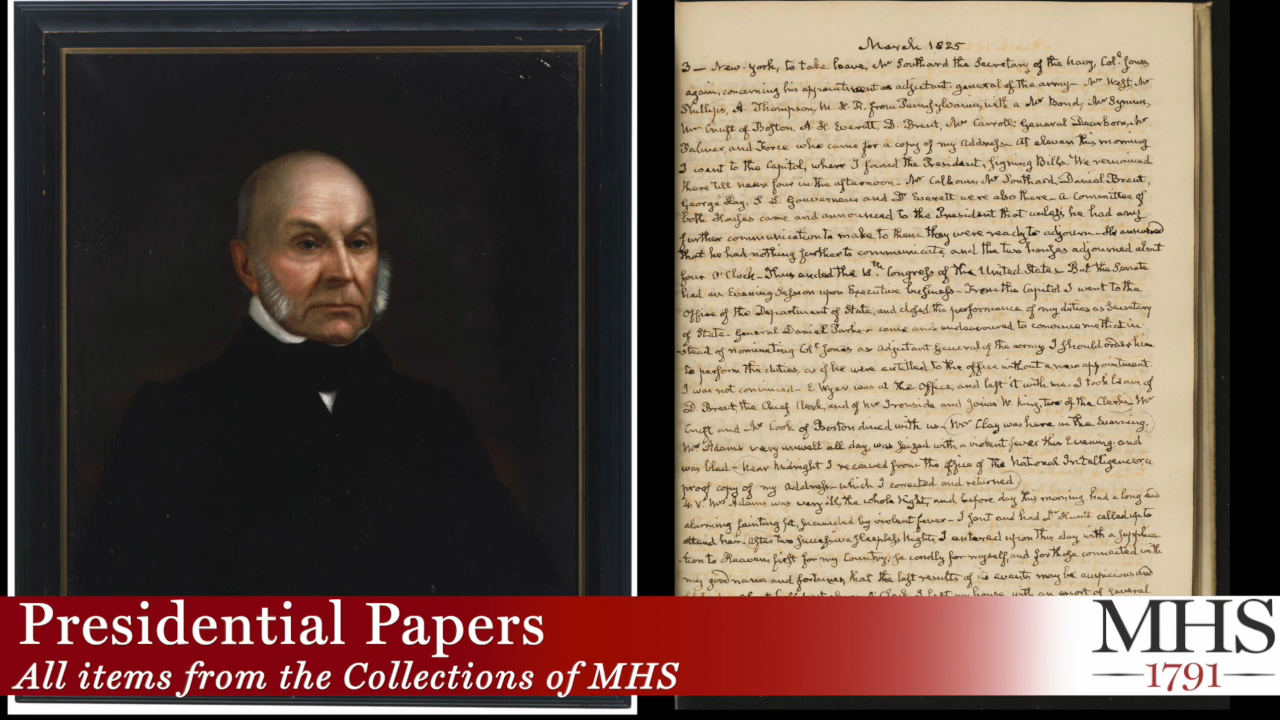 March 1825
3 — New-York, to take leave, Mr Southard the Secretary of the Navy, Col. Jones
again, concerning his appointment as adjutant general of the army — Mr West, Mr
Phillips, A. Thompson, M. H. R. from Pennsylvania, with a Mr Bond, Mr
Mr Cruft of Boston, A. H. Everett, D. Brent, Mr Carroll; General Dearborn, Mr
Palmer, and Force who came for a copy of my Address — At eleven this morning
I went to the Capitol, where I found the President, signing Bills. We remained
there till near four in the afternoon — Mr Calhoun, Mr Southard, Daniel Brent,
George Hay, S. L. Gouverneur and Dr Everett were also there. A Committee of
both Houses came and announced to the President that unless he had any
further communication to make to them they were ready to adjourn — He answered
that he had nothing further to communicate, and the two houses adjourned about
four O'Clock — Thus ended the 18th Congress of the United States — But the Senate
had an Evening Session upon Executive business — From the Capitol I went to the
Office of the Department of State, and closed the performance of my duties as Secretary
of State — General Daniel Parker came and endeavoured to convince me that in
stead of nominating Col. Jones as adjutant General of the army I should order him
to perform the duties, as if he were entitled to the office without a new appointment
I was not convinced — E. Wyer was at the Office, and left it with me. I took leave of
D. Brent, the Chief Clerk, and of Mr Ironside and Josias W. King, two of the Clerks — Mr
Cruft and Mr Cook of Boston dined with us — Mr Clay was here in the Evening.
Mrs Adams very unwell all day, was seized with a violent fever this Evening, and
was bled — Near midnight I received from the office of the National Intelligencer a
proof copy of my Address — which I corrected and returned
4. V. Mrs Adams was very ill the whole Night, and before day this morning had a long and
alarming fainting fit, succeeded by violent fever — I sent and had Dr Huntt called up to
attend her — After two successive sleepless Nights, I entered upon this day with a supplica
-tion to Heaven, first for my Country, secondly for myself, and for those connected with
my good name and fortunes, that the last results of its events may be auspicious and
I left my house, with an escort of several
Presidential Papers
All items from the Collections of MHS
MHS
1791